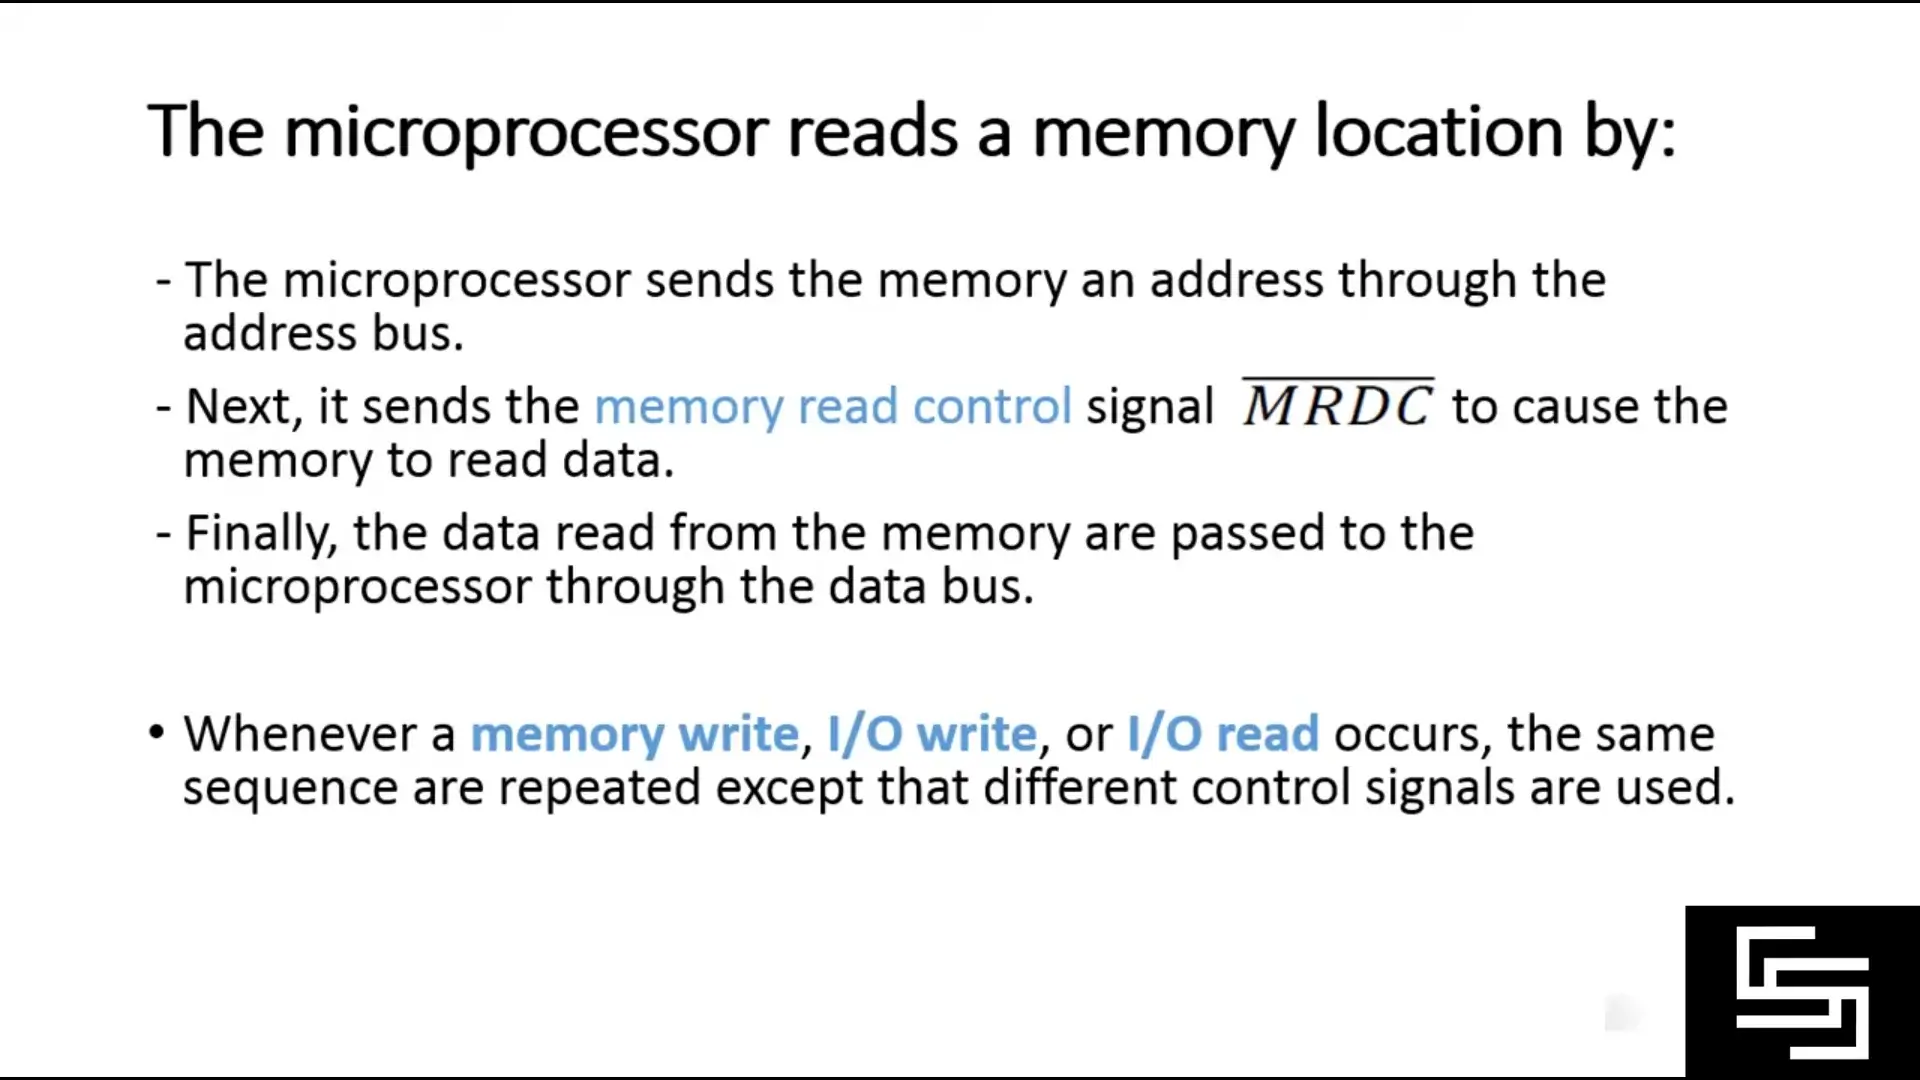 The microprocessor reads a memory location by:
- The microprocessor sends the memory an address through the
address bus.
- Next, it sends the memory read control signal M̅R̅D̅C̅ to cause the
memory to read data.
- Finally, the data read from the memory are passed to the
microprocessor through the data bus.
• Whenever a memory write, I/O write, or I/O read occurs, the same
sequence are repeated except that different control signals are used.